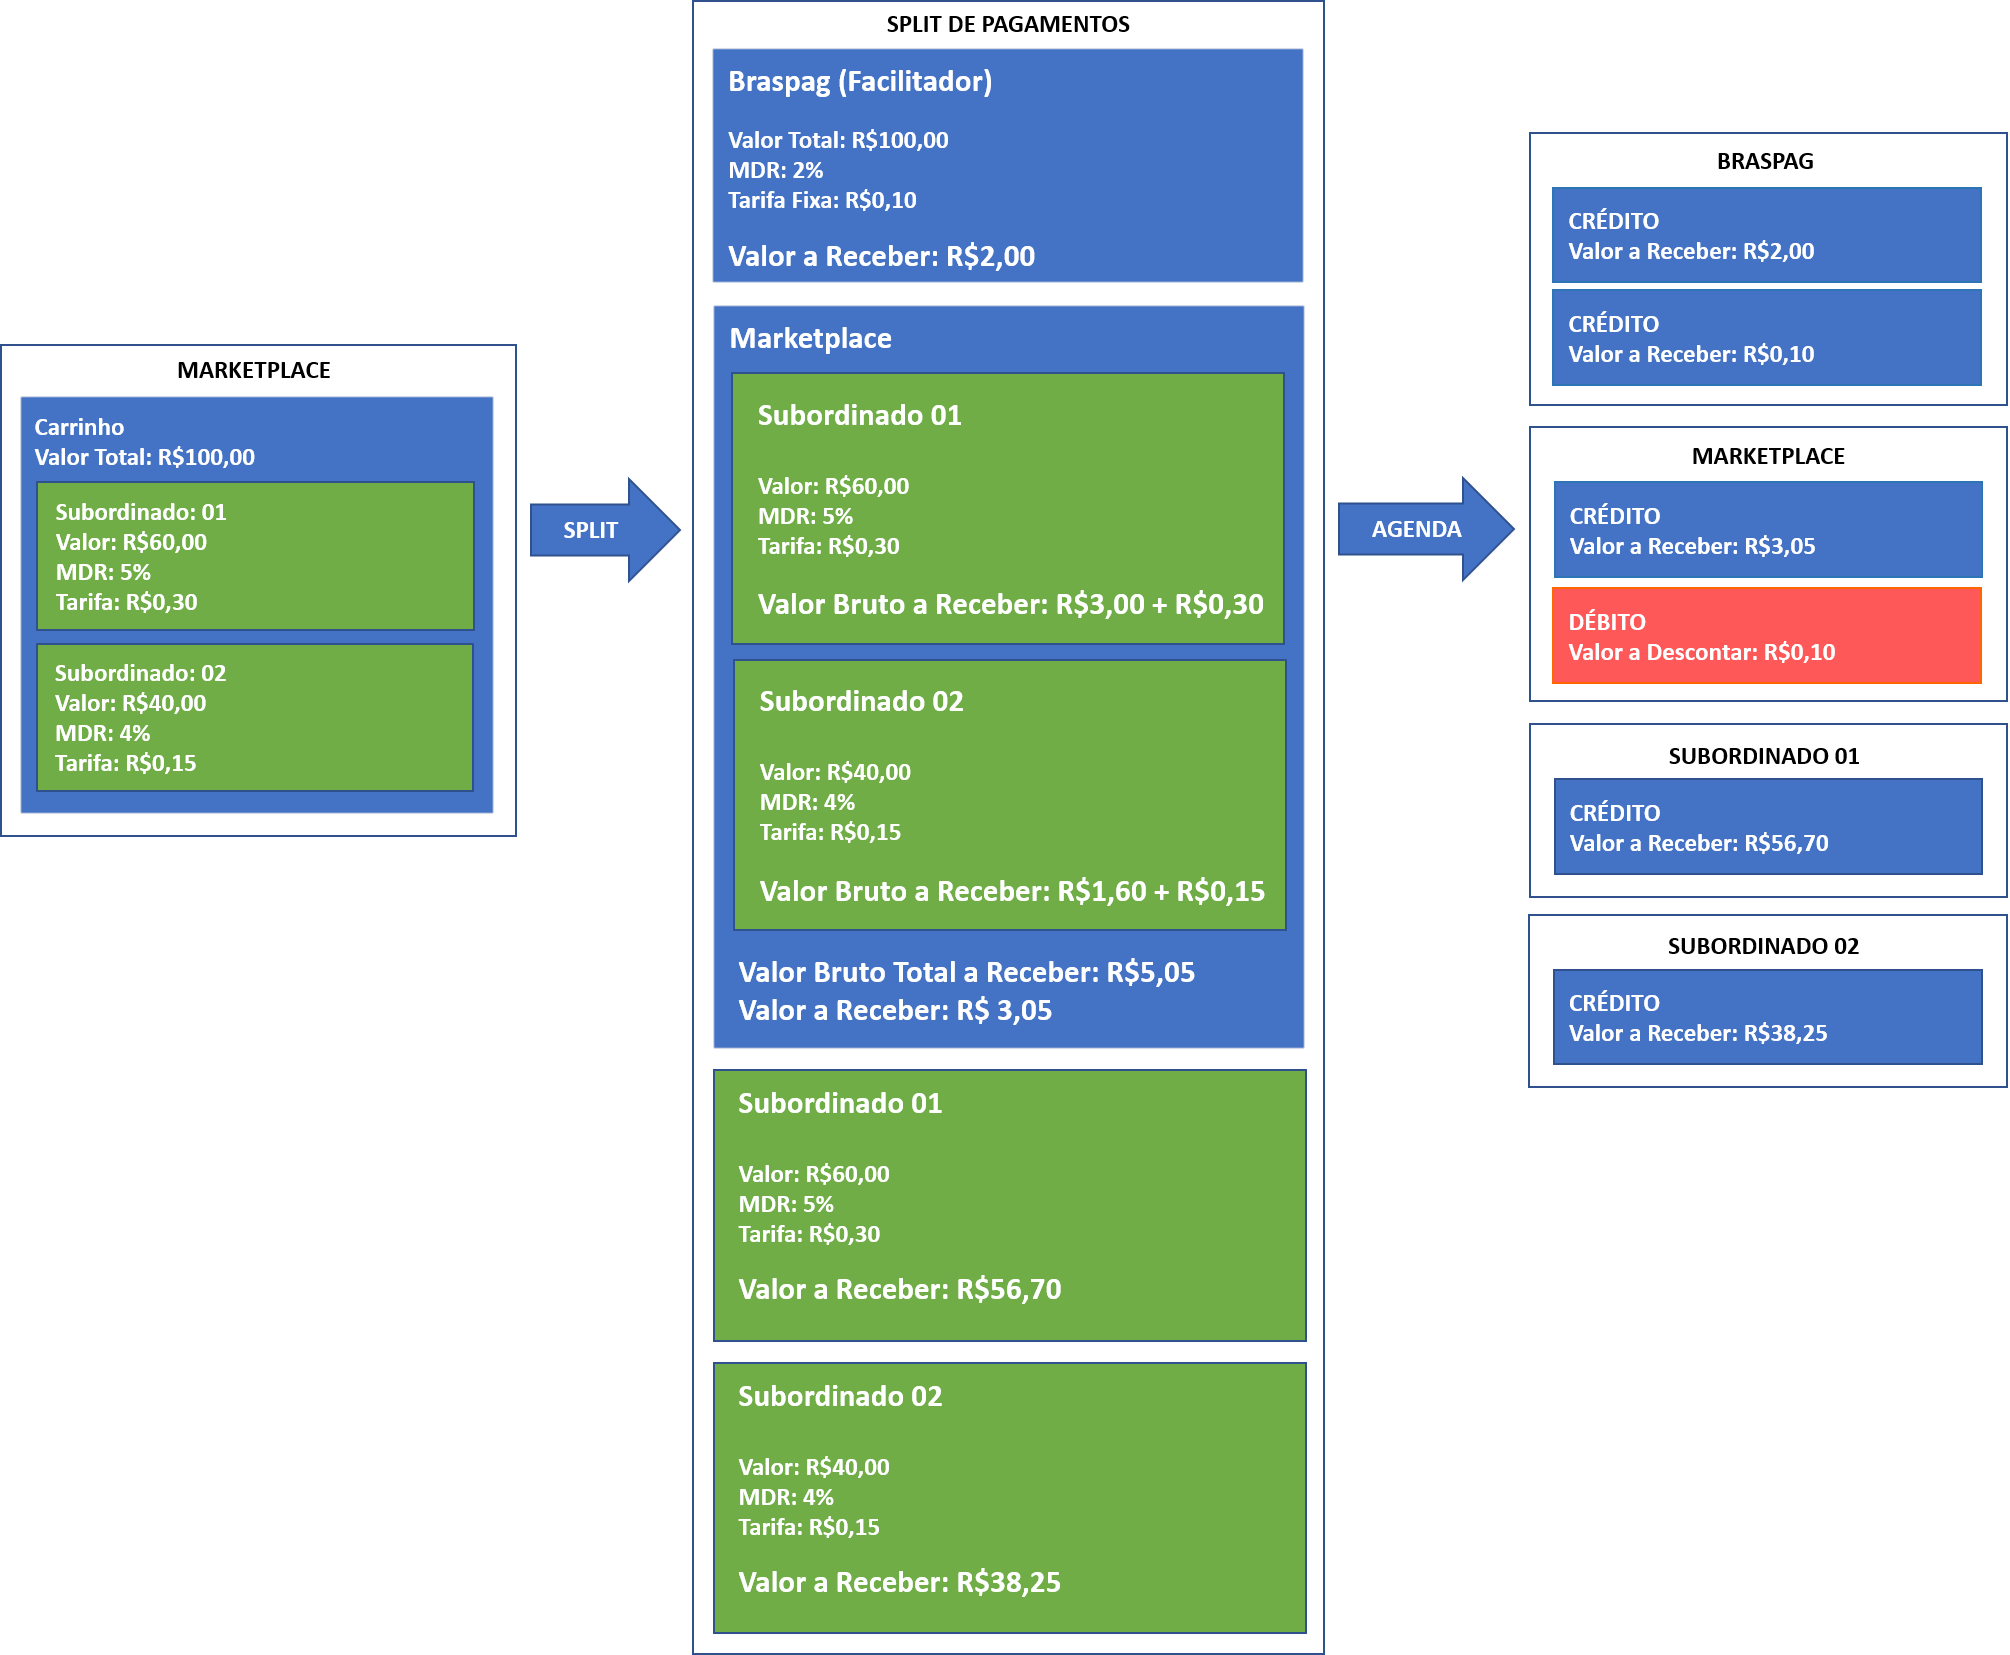 MARKETPLACE
Carrinho
Valor Total: R$100,00
Subordinado: 01
Valor: R$60,00
MDR: 5%
Tarifa: R$0,30
Subordinado: 02
Valor: R$40,00
MDR: 4%
Tarifa: R$0,15
SPLIT
SPLIT DE PAGAMENTOS
Braspag (Facilitador)
Valor Total: R$100,00
MDR: 2%
Tarifa Fixa: R$0,10
Valor a Receber: R$2,00
Marketplace
Subordinado 01
Valor: R$60,00
MDR: 5%
Tarifa: R$0,30
Valor Bruto a Receber: R$3,00 + R$0,30
Subordinado 02
Valor: R$40,00
MDR: 4%
Tarifa: R$0,15
Valor Bruto a Receber: R$1,60 + R$0,15
Valor Bruto Total a Receber: R$5,05
Valor a Receber: R$ 3,05
Subordinado 01
Valor: R$60,00
MDR: 5%
Tarifa: R$0,30
Valor a Receber: R$56,70
Subordinado 02
Valor: R$40,00
MDR: 4%
Tarifa: R$0,15
Valor a Receber: R$38,25
AGENDA
BRASPAG
CRÉDITO
Valor a Receber: R$2,00
CRÉDITO
Valor a Receber: R$0,10
MARKETPLACE
CRÉDITO
Valor a Receber: R$3,05
DÉBITO
Valor a Descontar: R$0,10
SUBORDINADO 01
CRÉDITO
Valor a Receber: R$56,70
SUBORDINADO 02
CRÉDITO
Valor a Receber: R$38,25